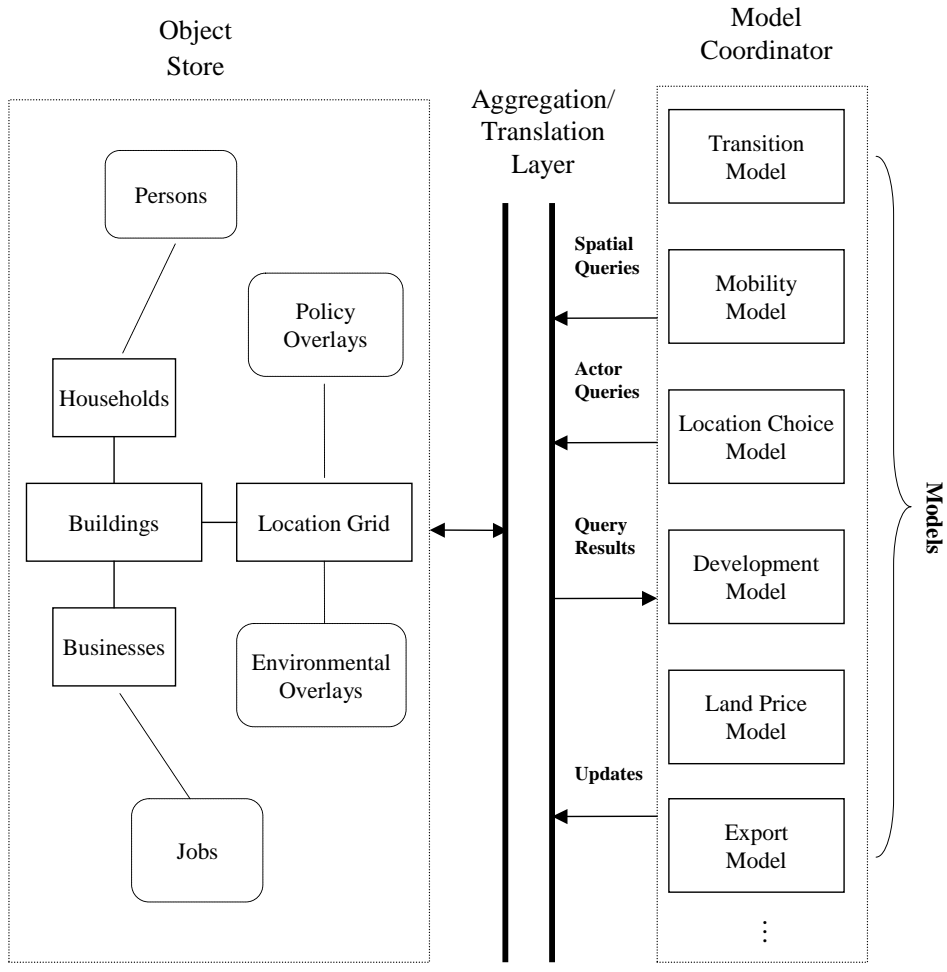 Object
Store
Persons
Policy
Overlays
Households
Buildings
Location Grid
Businesses
Environmental
Overlays
Jobs
Aggregation/
Translation
Layer
Spatial
Queries
Actor
Queries
Query
Results
Updates
Model
Coordinator
Transition
Model
Mobility
Model
Location Choice
Model
Development
Model
Land Price
Model
Export
Model
⋮
Models